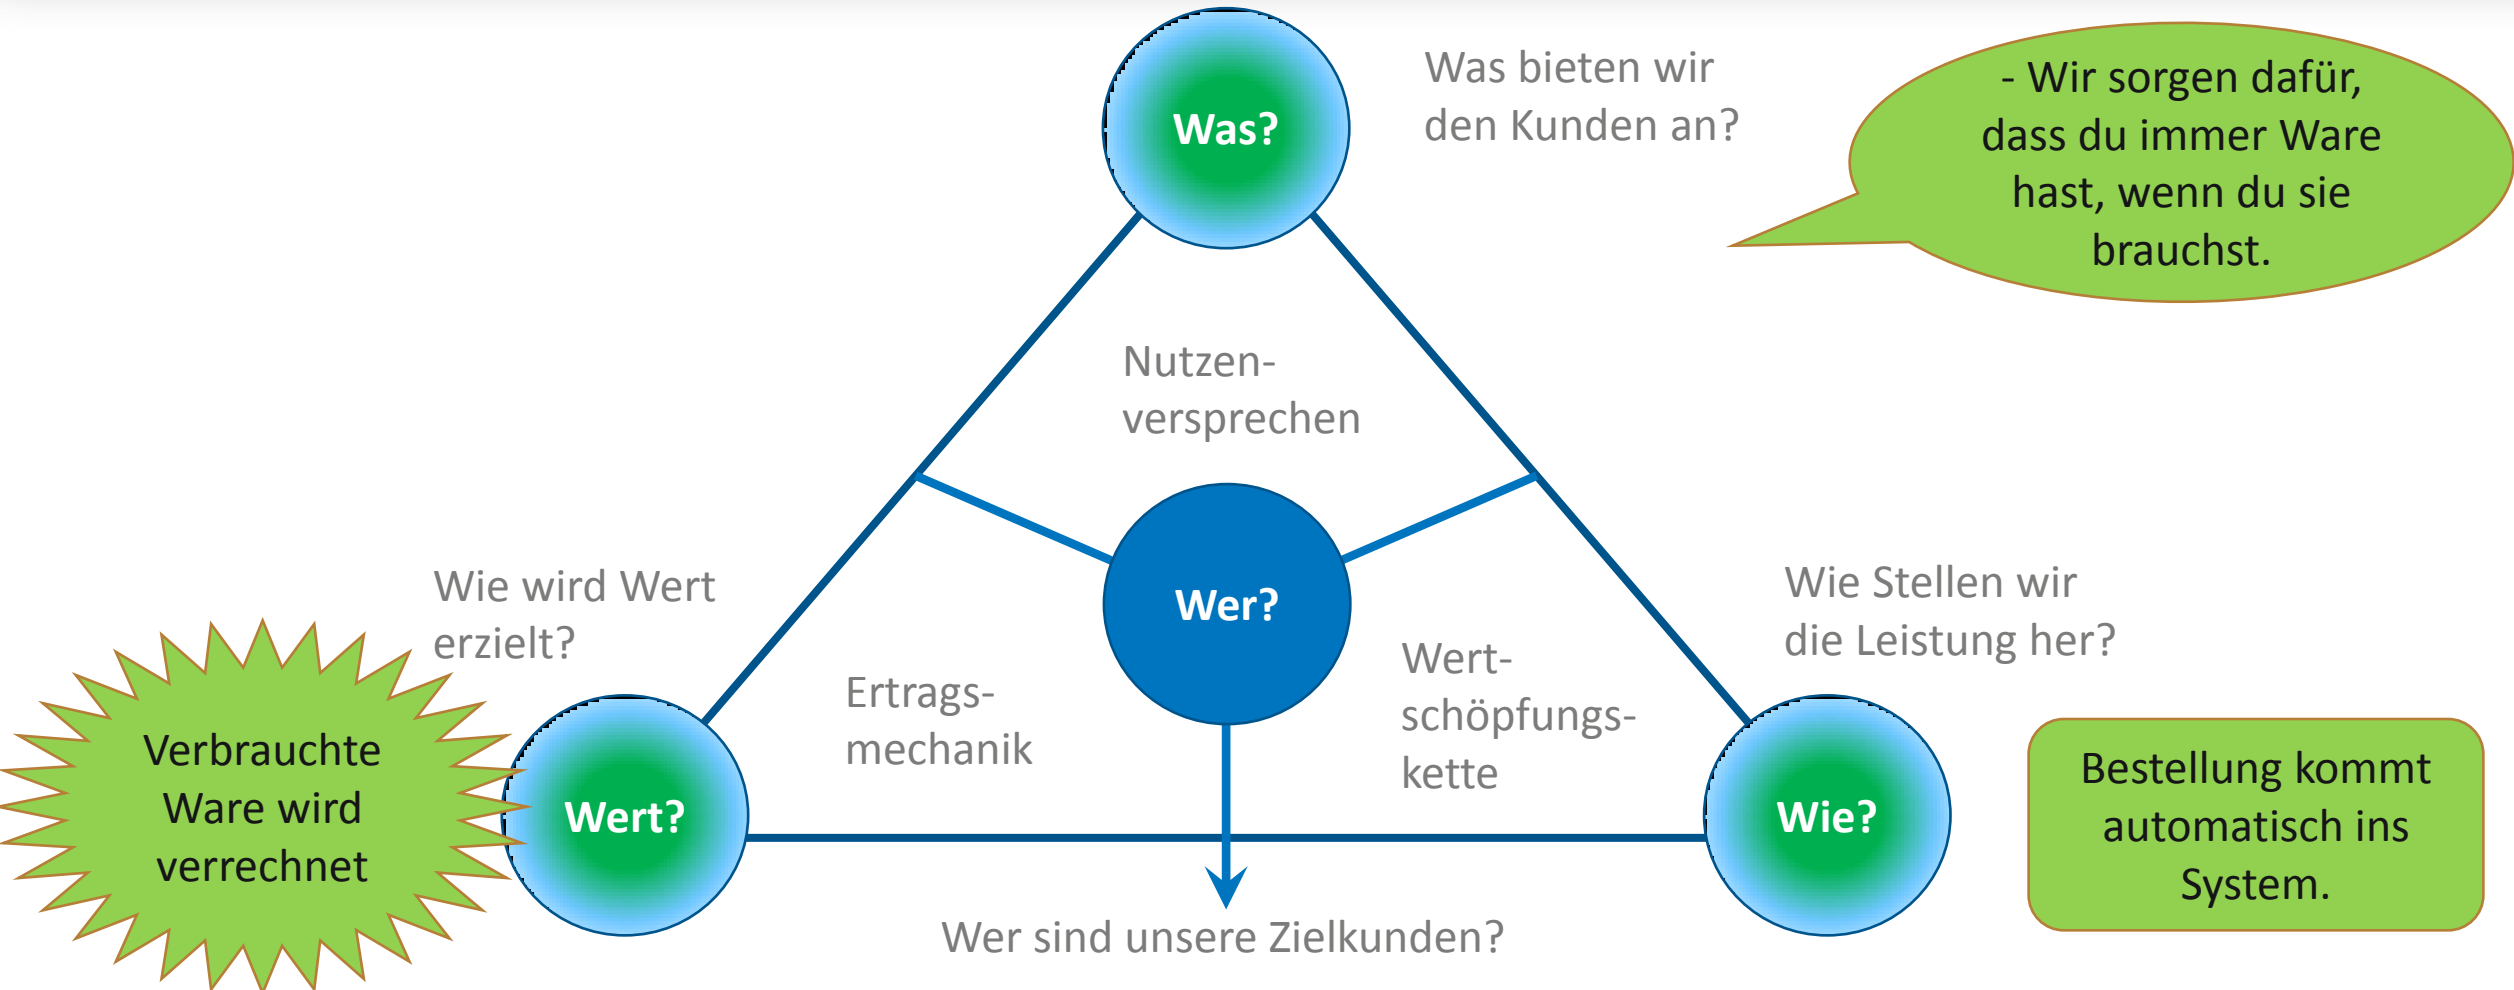 Was?
Was bieten wir
den Kunden an?
- Wir sorgen dafür,
dass du immer Ware
hast, wenn du sie
brauchst.
Nutzen-
versprechen
Wer?
Wie wird Wert
erzielt?
Ertrags-
mechanik
Wert-
schöpfungs-
kette
Wie Stellen wir
die Leistung her?
Verbrauchte
Ware wird
verrechnet
Wert?
Wie?
Bestellung kommt
automatisch ins
System.
Wer sind unsere Zielkunden?